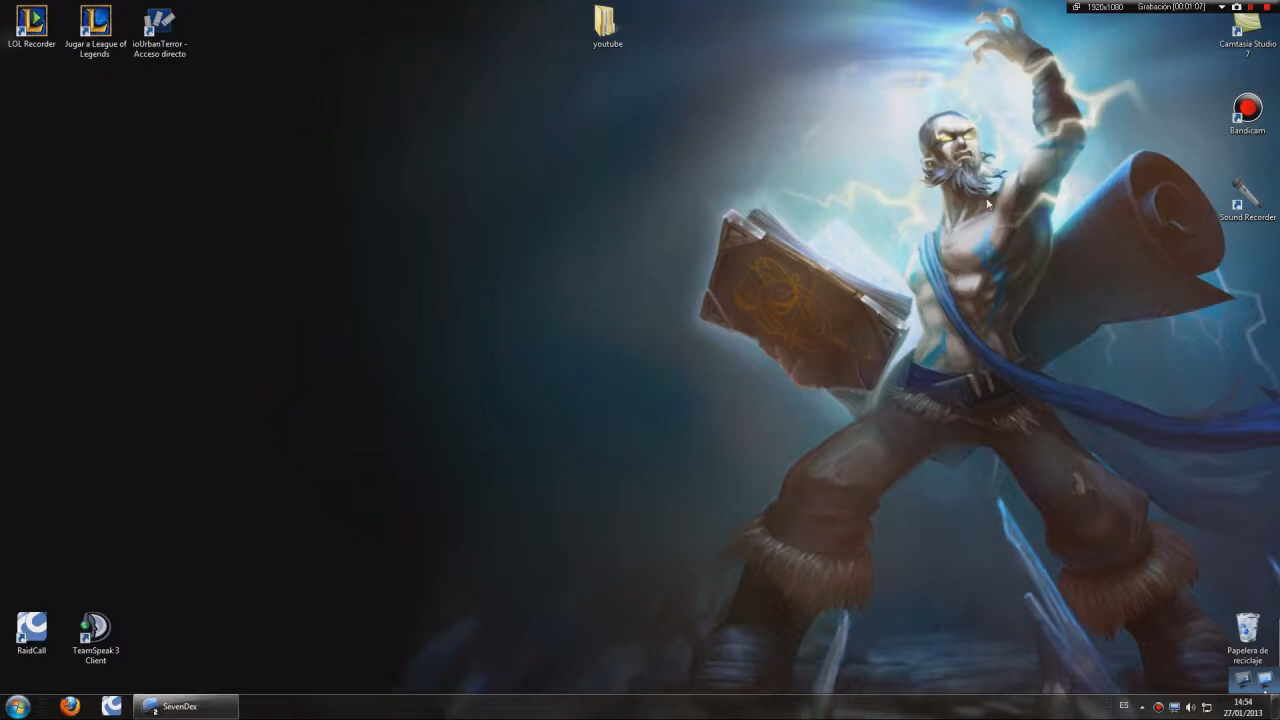 1920x1080 Grabación [00:01:07]
LOL Recorder
Jugar a League of
Legends
ioUrbanTerror -
Acceso directo
youtube
Camtasia Studio
7
Bandicam
Sound Recorder
RaidCall
TeamSpeak 3
Client
Papelera de
reciclaje
2 SevenDex
ES
14:54
27/01/2013